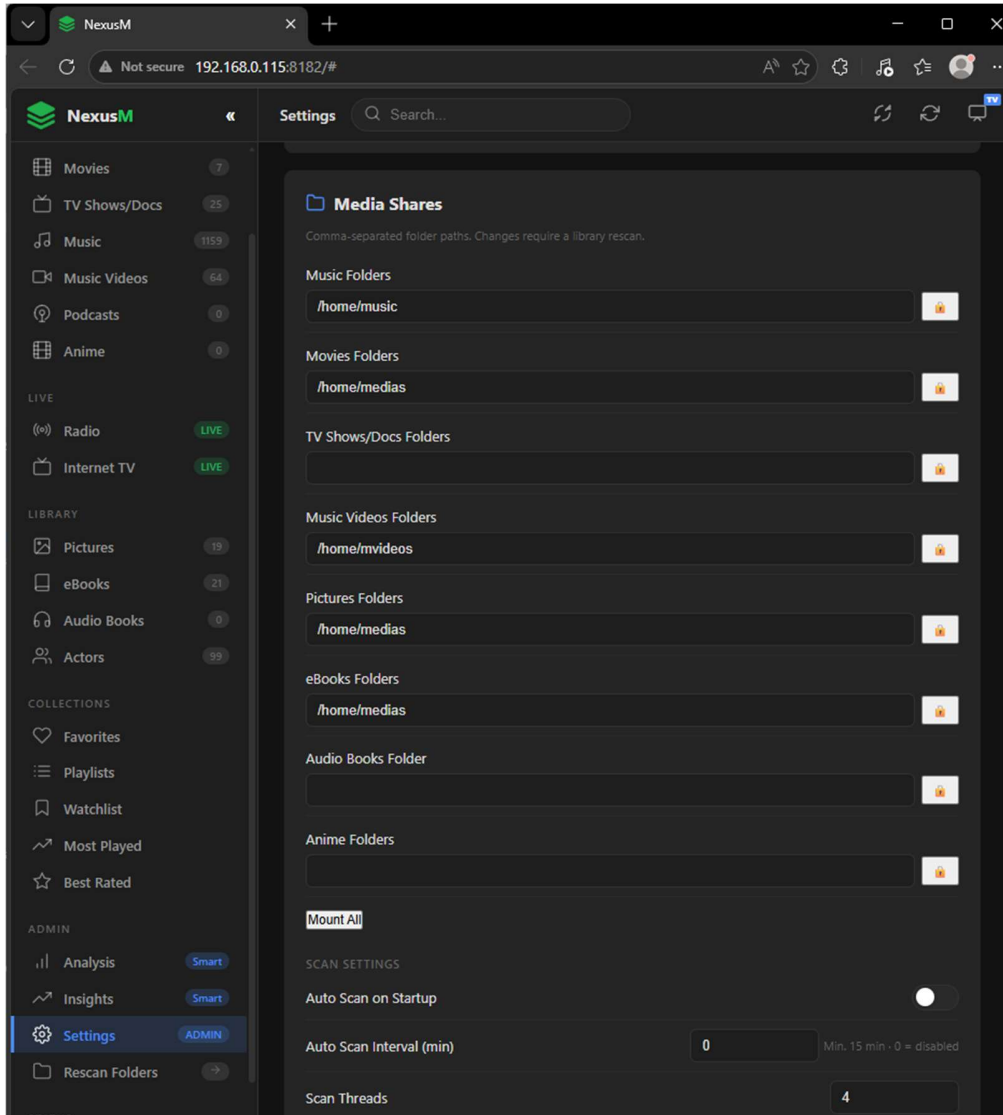 NexusM
Not secure 192.168.0.115:8182/#
NexusM
«
Settings
Search...
TV
Movies 7
TV Shows/Docs 25
Music 1159
Music Videos 64
Podcasts 0
Anime 0
LIVE
Radio LIVE
Internet TV LIVE
LIBRARY
Pictures 19
eBooks 21
Audio Books 0
Actors 99
COLLECTIONS
Favorites
Playlists
Watchlist
Most Played
Best Rated
ADMIN
Analysis Smart
Insights Smart
Settings ADMIN
Rescan Folders
Media Shares
Comma-separated folder paths. Changes require a library rescan.
Music Folders
/home/music
Movies Folders
/home/medias
TV Shows/Docs Folders
Music Videos Folders
/home/mvideos
Pictures Folders
/home/medias
eBooks Folders
/home/medias
Audio Books Folder
Anime Folders
Mount All
SCAN SETTINGS
Auto Scan on Startup
Auto Scan Interval (min) 0 Min. 15 min - 0 = disabled
Scan Threads 4